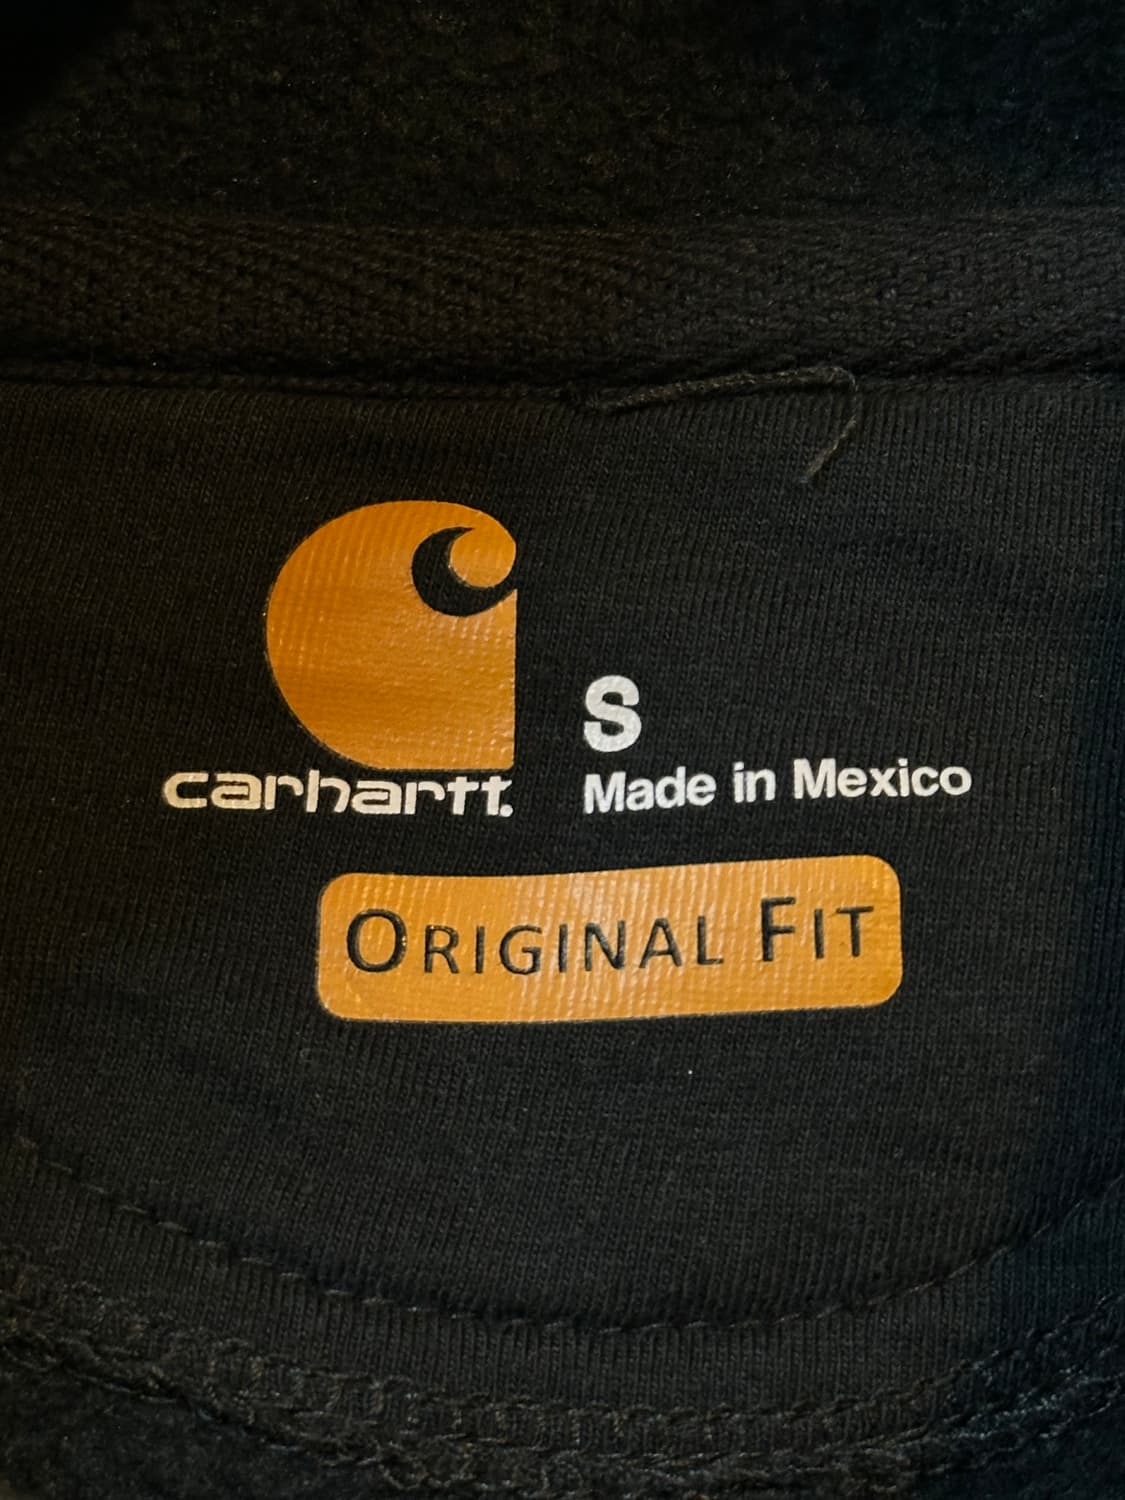 S
carhartt.
Made in Mexico
ORIGINAL FIT